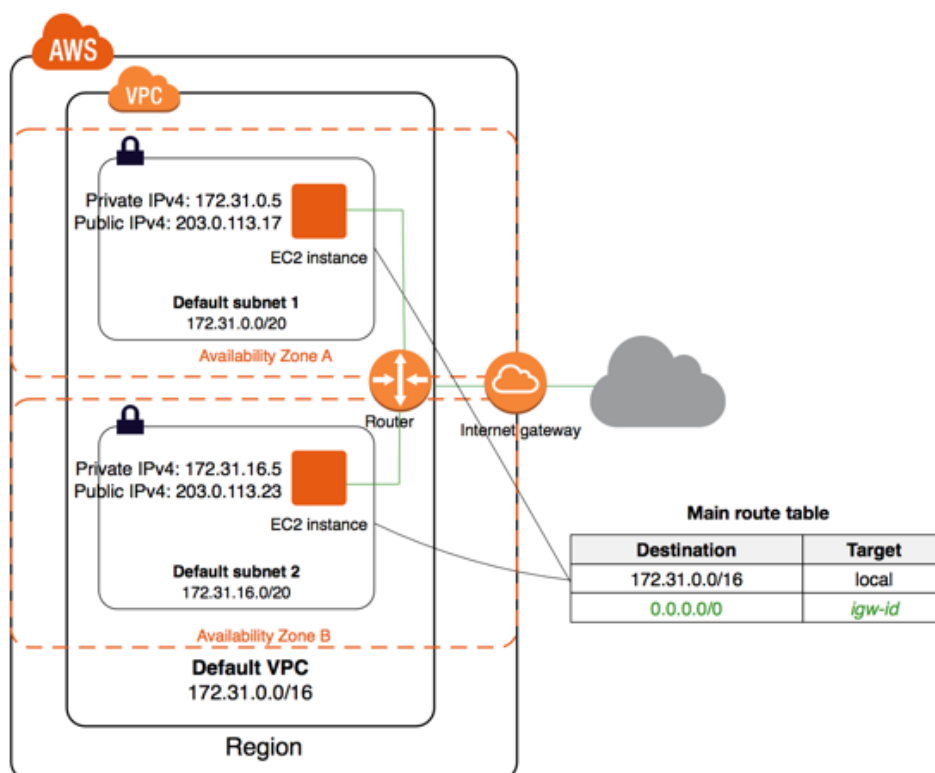 AWS
VPC
Private IPv4: 172.31.0.5
Public IPv4: 203.0.113.17
EC2 instance
Default subnet 1
172.31.0.0/20
Availability Zone A
Router
Internet gateway
Private IPv4: 172.31.16.5
Public IPv4: 203.0.113.23
EC2 instance
Default subnet 2
172.31.16.0/20
Availability Zone B
Default VPC
172.31.0.0/16
Region
Main route table
Destination Target
172.31.0.0/16 local
0.0.0.0/0 igw-id